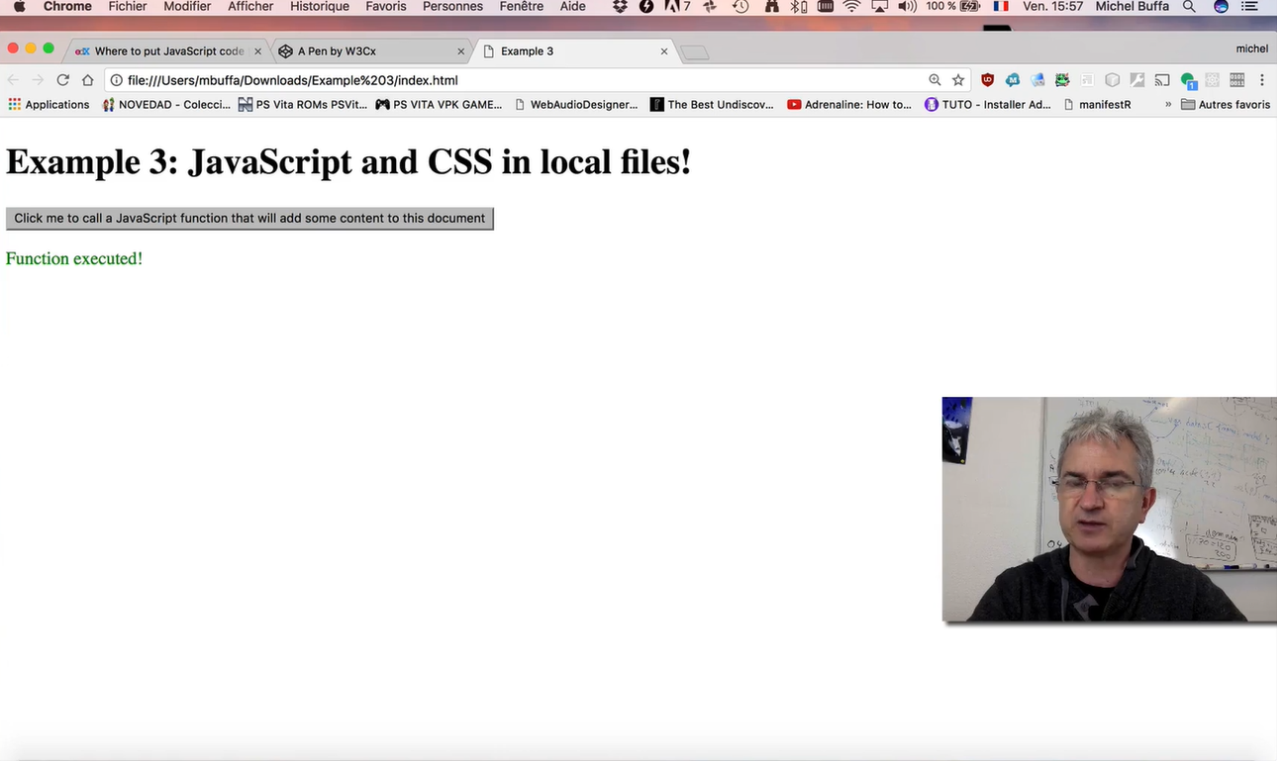 Chrome Fichier Modifier Afficher Historique Favoris Personnes Fenêtre Aide 7 100 % Ven. 15:57 Michel Buffa
Where to put JavaScript code A Pen by W3Cx Example 3 michel
file:///Users/mbuffa/Downloads/Example%203/index.html
Applications NOVEDAD - Colecci... PS Vita ROMs PSVit... PS VITA VPK GAME... WebAudioDesigner... The Best Undiscov... Adrenaline: How to... TUTO - Installer Ad... manifestR » Autres favoris
Example 3: JavaScript and CSS in local files!
Click me to call a JavaScript function that will add some content to this document
Function executed!